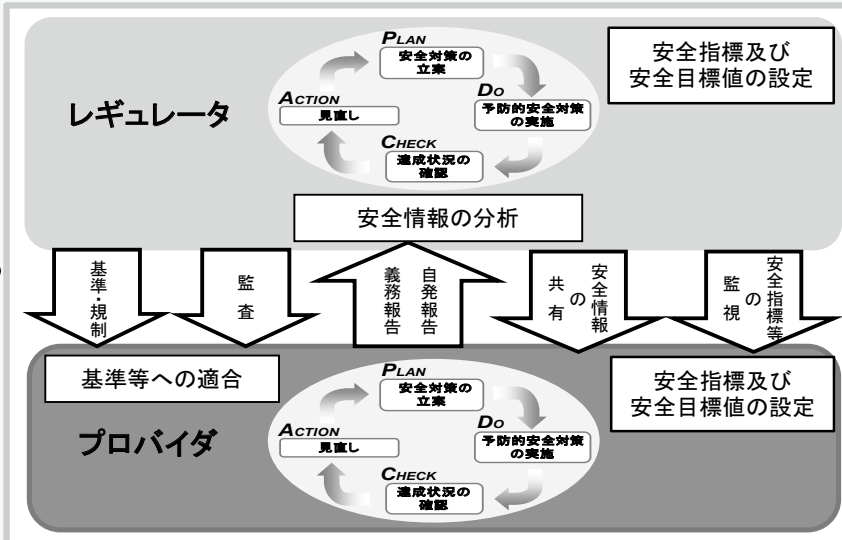 PLAN
安全対策の
立案
安全指標及び
安全目標値の設定
レギュレータ
ACTION
見直し
DO
予防的安全対策
の実施
CHECK
達成状況の
確認
安全情報の分析
基準・規制
監査
義務報告
自発報告
安全情報
の
共有
安全指標等
の
監視
基準等への適合
PLAN
安全対策の
立案
安全指標及び
安全目標値の設定
プロバイダ
ACTION
見直し
DO
予防的安全対策
の実施
CHECK
達成状況の
確認